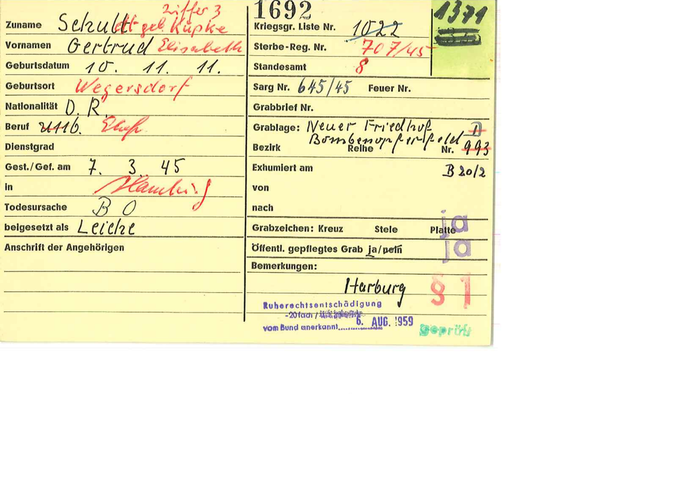 Ziffer 3
Zuname Schuldt geb. Küpke
Vornamen Gertrud Elisabeth
Geburtsdatum 10. 11. 11.
Geburtsort Wegersdorf
Nationalität D.R.
Beruf Ehefr.
Dienstgrad
Gest./Gef. am 7. 3. 45
in Hamburg
Todesursache B O
beigesetzt als Leiche
Anschrift der Angehörigen
1692
1371
Kriegsgr. Liste Nr. 1022
Sterbe-Reg. Nr. 707/45
Standesamt 8
Sarg Nr. 645/45 Feuer Nr.
Grabbrief Nr.
Grablage: Neuer Friedhof
Bombenopferfeld
Bezirk Reihe Nr. 993
Exhumiert am B 20/2
von
nach
Grabzeichen: Kreuz Stele Platte ja
Öffentl. gepflegtes Grab ja/nein ja
Bemerkungen:
Harburg § 1
Ruherechtsentschädigung
-20fach /
vom Bund anerkannt 6. AUG. 1959
geprüft